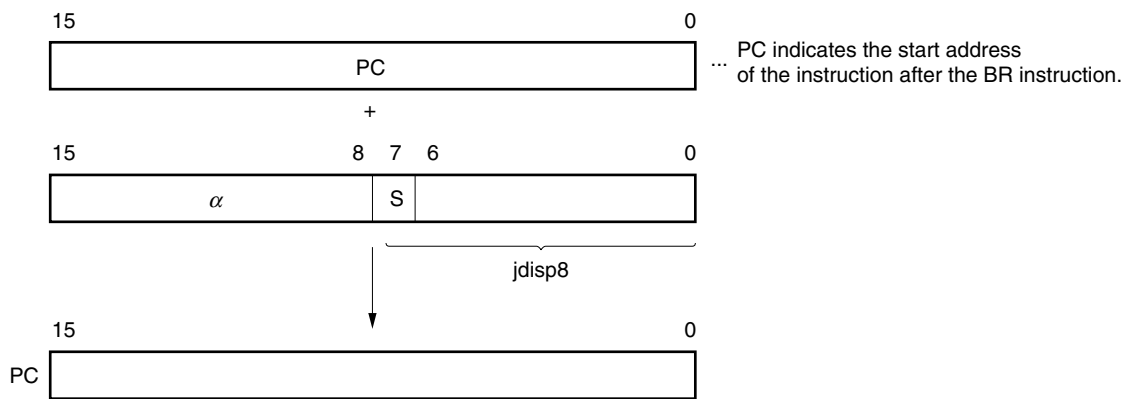 15 0
PC
... PC indicates the start address
of the instruction after the BR instruction.
+
15 8 7 6 0
α S
jdisp8
15 0
PC